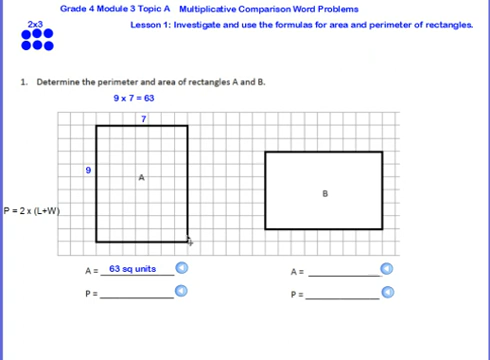 Grade 4 Module 3 Topic A Multiplicative Comparison Word Problems
2x3 Lesson 1: Investigate and use the formulas for area and perimeter of rectangles.
1. Determine the perimeter and area of rectangles A and B.
9 x 7 = 63
7
9
A
B
P = 2 x (L+W)
A = 63 sq units A =
P = P =